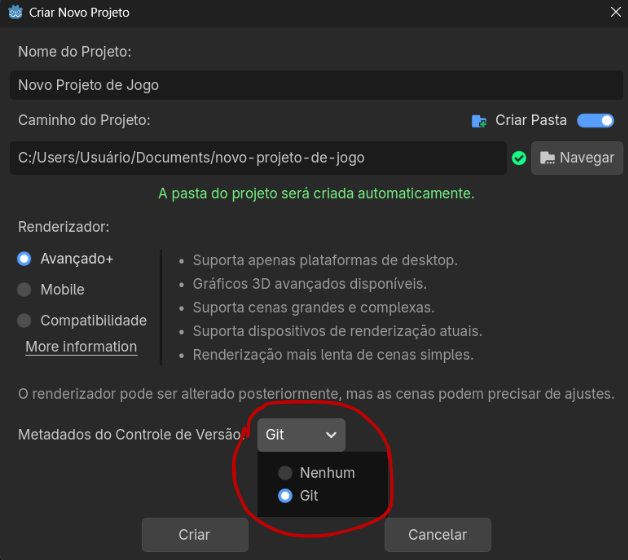 Criar Novo Projeto
Nome do Projeto:
Novo Projeto de Jogo
Caminho do Projeto:
Criar Pasta
C:/Users/Usuário/Documents/novo-projeto-de-jogo
Navegar
A pasta do projeto será criada automaticamente.
Renderizador:
Avançado+
Mobile
Compatibilidade
More information
• Suporta apenas plataformas de desktop.
• Gráficos 3D avançados disponíveis.
• Suporta cenas grandes e complexas.
• Suporta dispositivos de renderização atuais.
• Renderização mais lenta de cenas simples.
O renderizador pode ser alterado posteriormente, mas as cenas podem precisar de ajustes.
Metadados do Controle de Versão:
Git
Nenhum
Git
Criar
Cancelar